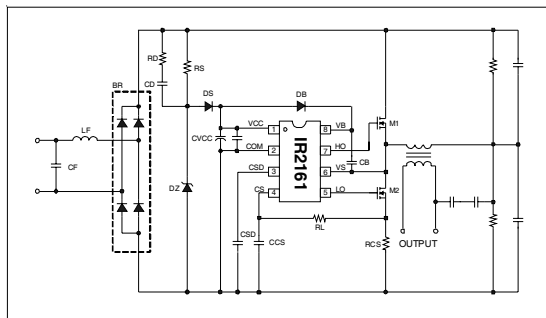 RD
RS
BR
CD
DS
DB
LF
VCC
1
8
VB
M1
CVCC
COM
2
7
HO
IR2161
CB
CF
CSD
3
6
VS
DZ
CS
4
5
LO
M2
CSD
CCS
RL
RCS
OUTPUT